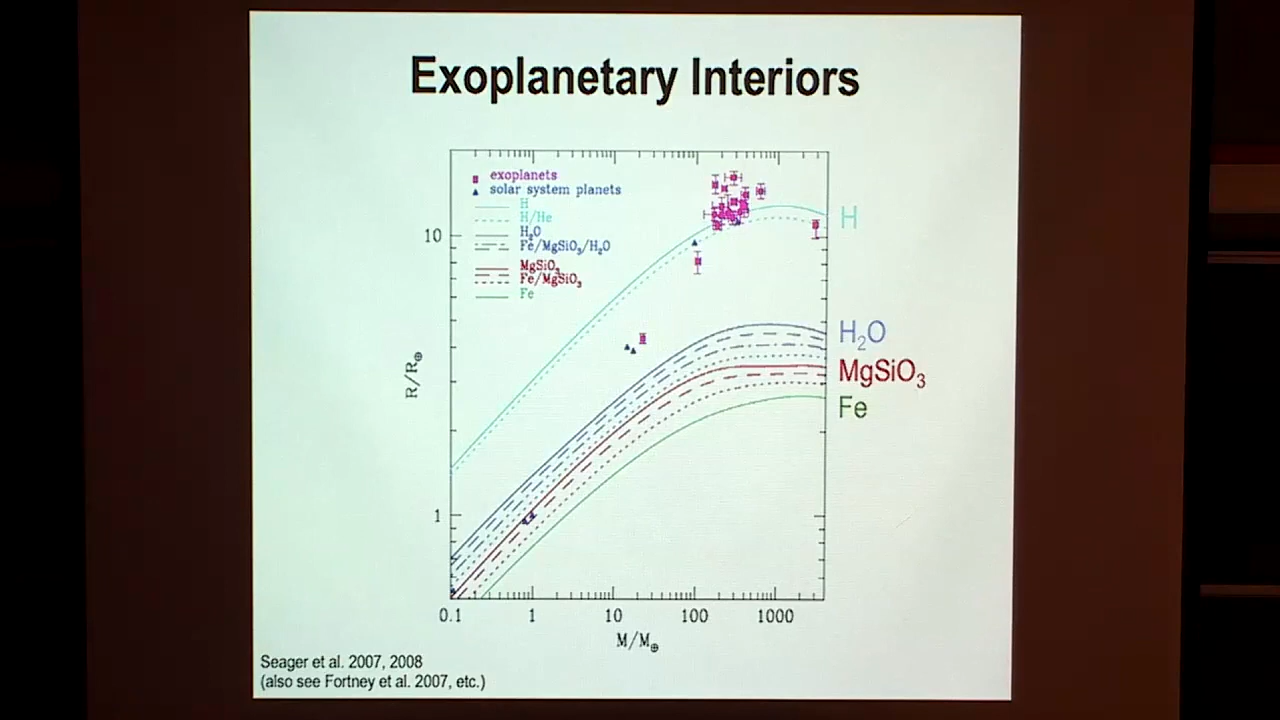 Exoplanetary Interiors
exoplanets
solar system planets
H
H/He
H₂O
Fe/MgSiO₃/H₂O
MgSiO₃
Fe/MgSiO₃
Fe
10
1
R/R⊕
0.1 1 10 100 1000
M/M⊕
H
H₂O
MgSiO₃
Fe
Seager et al. 2007, 2008
(also see Fortney et al. 2007, etc.)